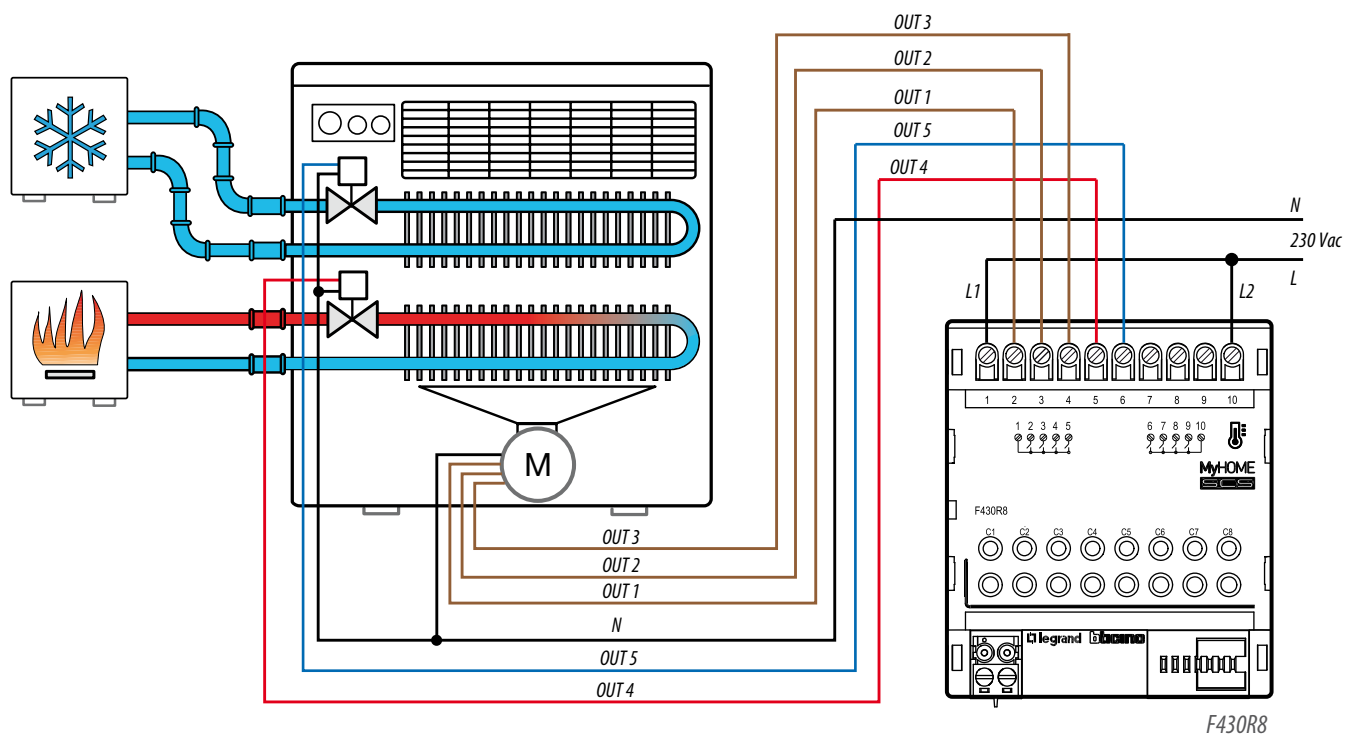 OUT 3
OUT 2
OUT 1
OUT 5
OUT 4
N
230 Vac
L
L1
L2
1 2 3 4 5 6 7 8 9 10
1 2 3 4 5
6 7 8 9 10
MyHOME
SCS
F430R8
C1 C2 C3 C4 C5 C6 C7 C8
M
OUT 3
OUT 2
OUT 1
N
OUT 5
OUT 4
legrand bticino
F430R8